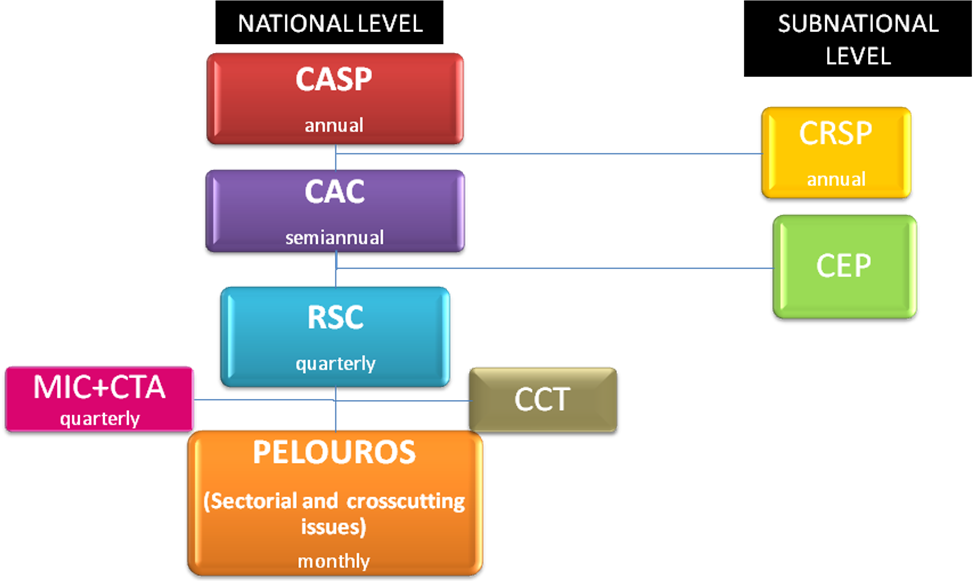 NATIONAL LEVEL
SUBNATIONAL
LEVEL
CASP
annual
CRSP
annual
CAC
semiannual
CEP
RSC
quarterly
MIC+CTA
quarterly
CCT
PELOUROS
(Sectorial and crosscutting
issues)
monthly